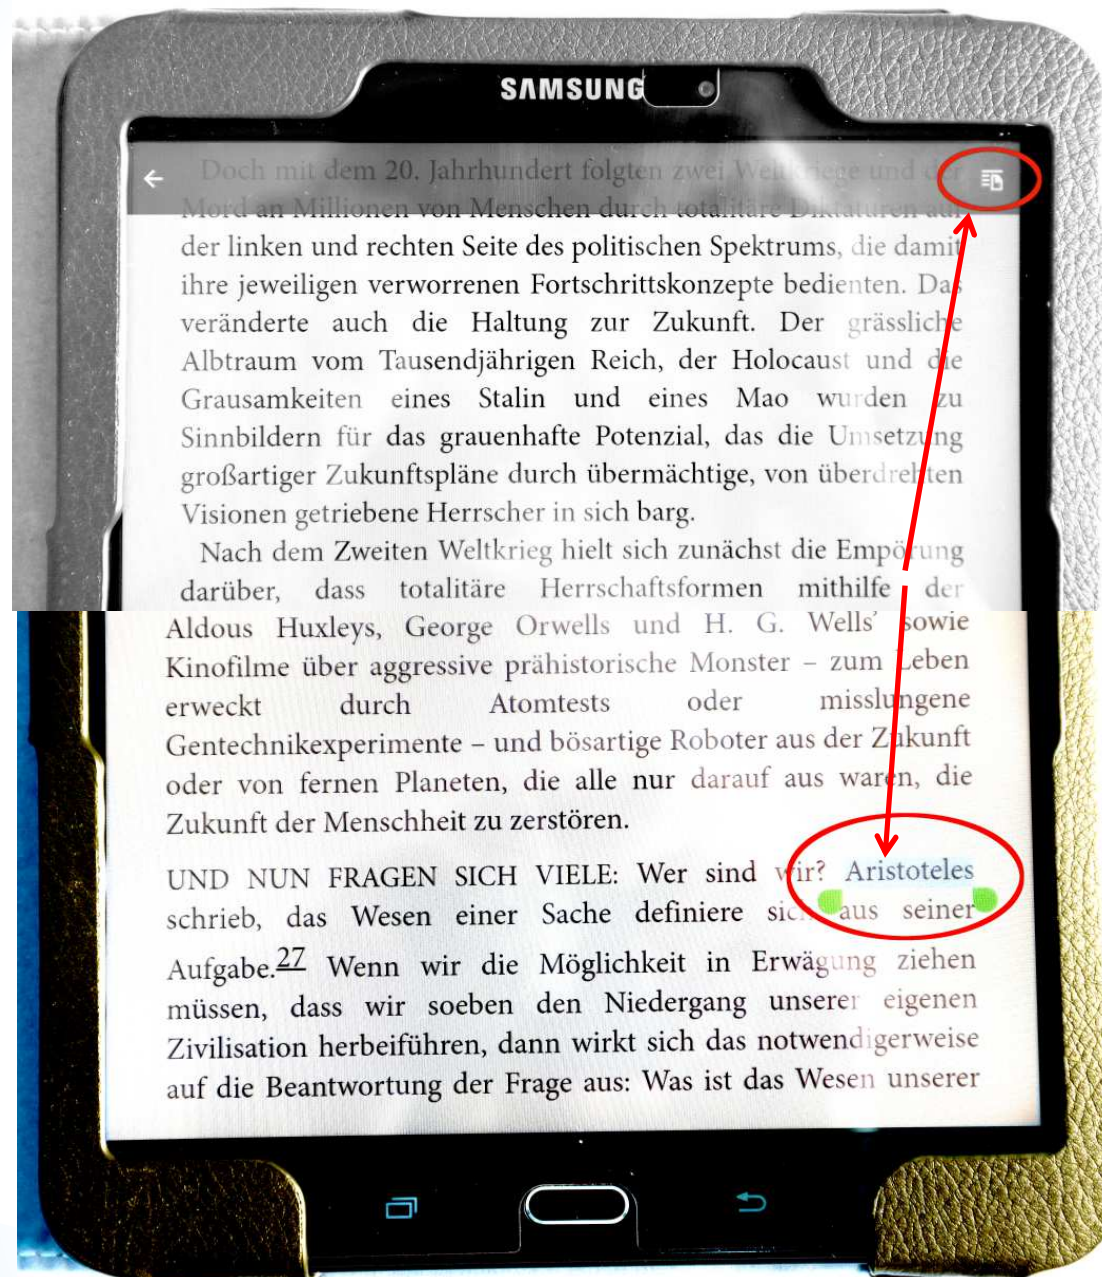 SAMSUNG
Doch mit dem 20. Jahrhundert folgten zwei Weltkriege und der
Mord an Millionen von Menschen durch totalitäre Diktaturen auf
der linken und rechten Seite des politischen Spektrums, die damit
ihre jeweiligen verworrenen Fortschrittskonzepte bedienten. Das
veränderte auch die Haltung zur Zukunft. Der grässliche
Albtraum vom Tausendjährigen Reich, der Holocaust und die
Grausamkeiten eines Stalin und eines Mao wurden zu
Sinnbildern für das grauenhafte Potenzial, das die Umsetzung
großartiger Zukunftspläne durch übermächtige, von überdrehten
Visionen getriebene Herrscher in sich barg.
Nach dem Zweiten Weltkrieg hielt sich zunächst die Empörung
darüber, dass totalitäre Herrschaftsformen mithilfe der
Aldous Huxleys, George Orwells und H. G. Wells’ sowie
Kinofilme über aggressive prähistorische Monster – zum Leben
erweckt durch Atomtests oder misslungene
Gentechnikexperimente – und bösartige Roboter aus der Zukunft
oder von fernen Planeten, die alle nur darauf aus waren, die
Zukunft der Menschheit zu zerstören.
UND NUN FRAGEN SICH VIELE: Wer sind wir? Aristoteles
schrieb, das Wesen einer Sache definiere sich aus seiner
Aufgabe.27 Wenn wir die Möglichkeit in Erwägung ziehen
müssen, dass wir soeben den Niedergang unserer eigenen
Zivilisation herbeiführen, dann wirkt sich das notwendigerweise
auf die Beantwortung der Frage aus: Was ist das Wesen unserer